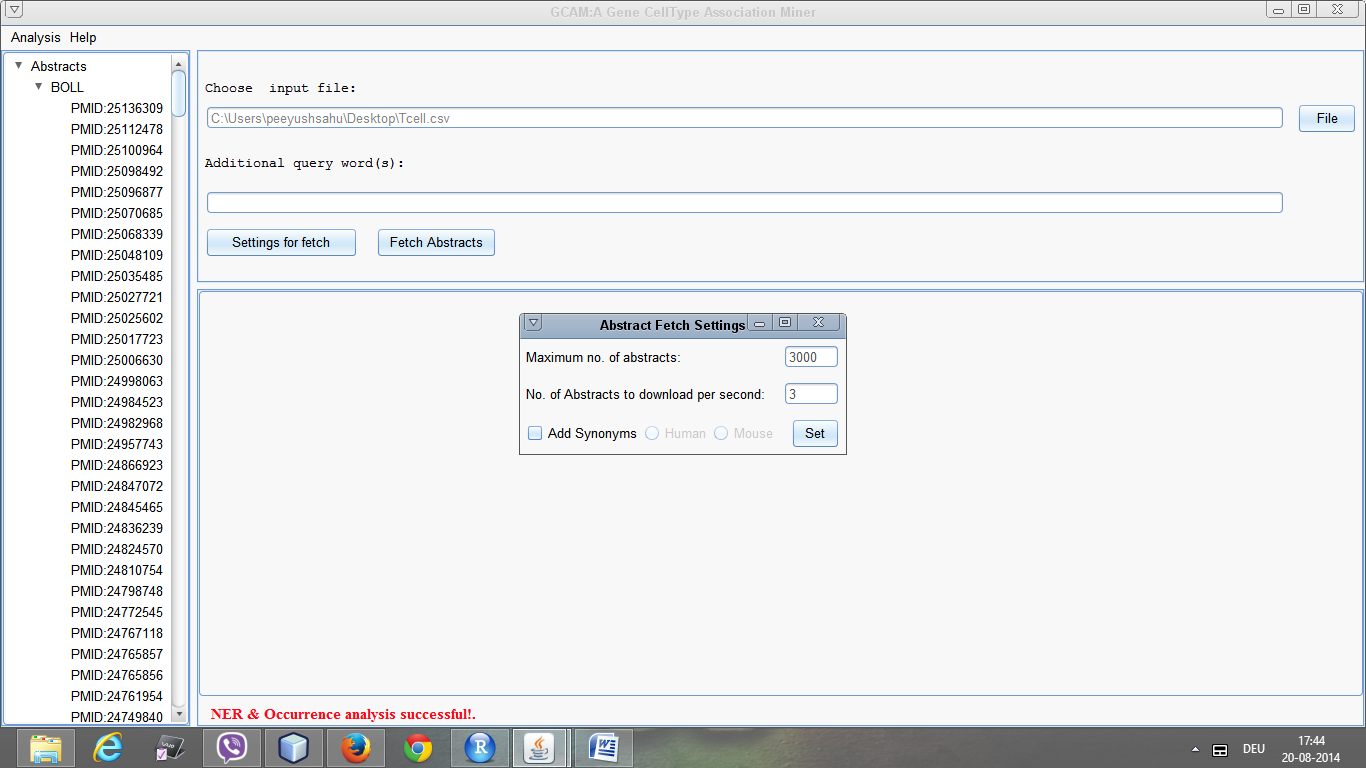 GCAM:A Gene CellType Association Miner
Analysis Help
Abstracts
BOLL
PMID:25136309
PMID:25112478
PMID:25100964
PMID:25098492
PMID:25096877
PMID:25070685
PMID:25068339
PMID:25048109
PMID:25035485
PMID:25027721
PMID:25025602
PMID:25017723
PMID:25006630
PMID:24998063
PMID:24984523
PMID:24982968
PMID:24957743
PMID:24866923
PMID:24847072
PMID:24845465
PMID:24836239
PMID:24824570
PMID:24810754
PMID:24798748
PMID:24772545
PMID:24767118
PMID:24765857
PMID:24765856
PMID:24761954
PMID:24749840
Choose  input file:
C:\Users\peeyushsahu\Desktop\Tcell.csv
File
Additional query word(s):
Settings for fetch
Fetch Abstracts
Abstract Fetch Settings
Maximum no. of abstracts: 3000
No. of Abstracts to download per second: 3
Add Synonyms Human Mouse Set
NER & Occurrence analysis successful!.
R
W
DEU
17:44
20-08-2014